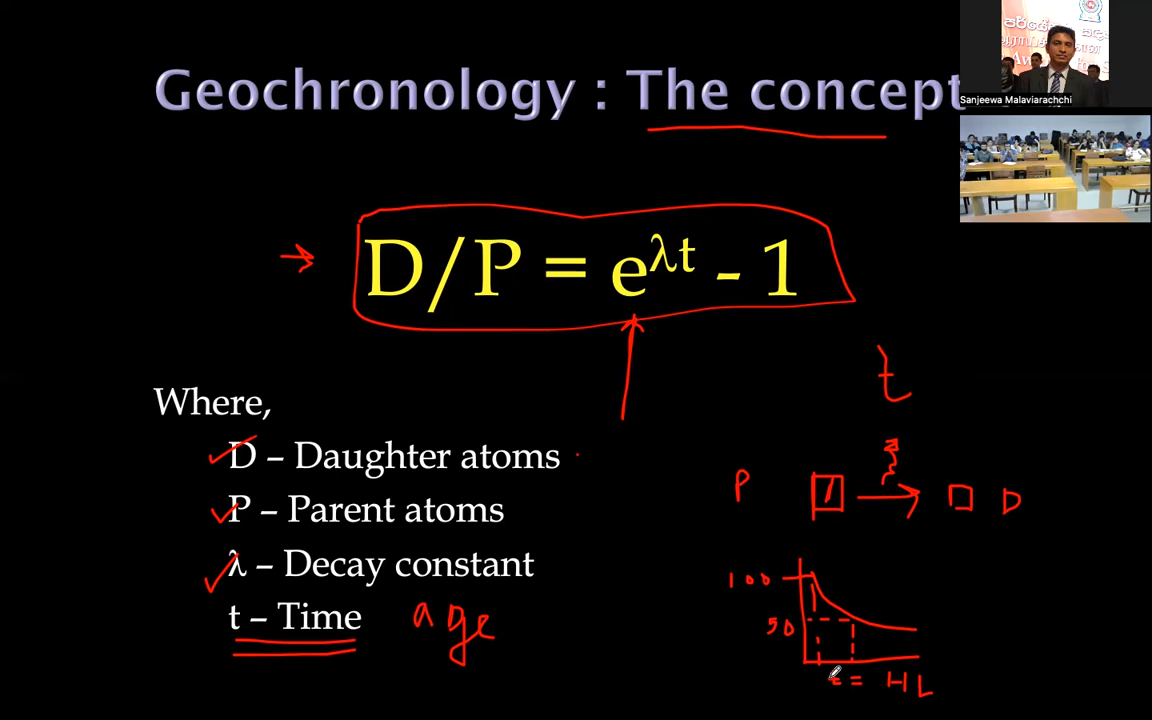 පර්යේෂ
Geochronology : The concept
Sanjeewa Malaviarachchi
D/P = e^λt - 1
t
Where,
D – Daughter atoms
P – Parent atoms
λ – Decay constant
t – Time age
P D
100
50
t = HL